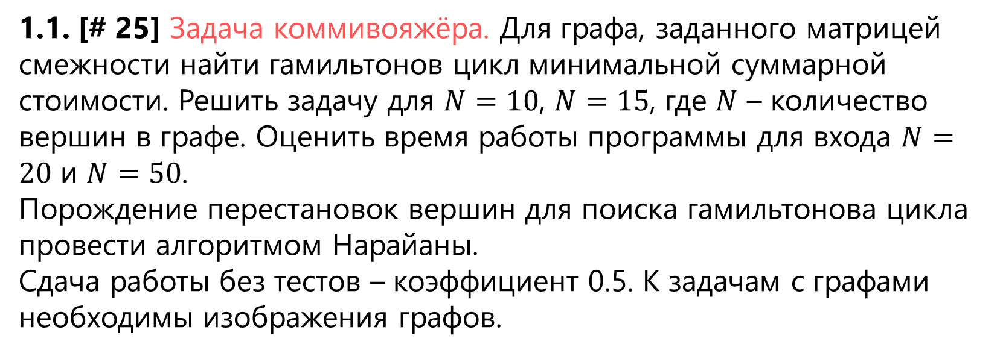 1.1. [# 25] Задача коммивояжёра. Для графа, заданного матрицей
смежности найти гамильтонов цикл минимальной суммарной
стоимости. Решить задачу для N = 10, N = 15, где N – количество
вершин в графе. Оценить время работы программы для входа N =
20 и N = 50.
Порождение перестановок вершин для поиска гамильтонова цикла
провести алгоритмом Нарайаны.
Сдача работы без тестов – коэффициент 0.5. К задачам с графами
необходимы изображения графов.